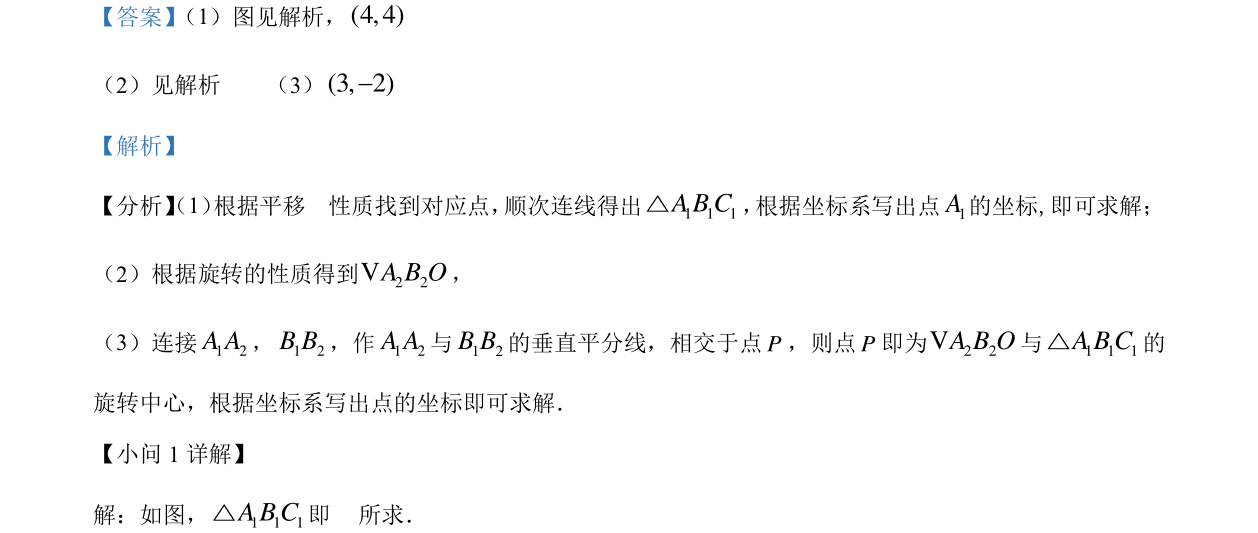 【答案】（1）图见解析，(4,4)
（2）见解析 （3）(3,−2)
【解析】
【分析】（1）根据平移 性质找到对应点，顺次连线得出△A₁B₁C₁，根据坐标系写出点A₁的坐标，即可求解；
（2）根据旋转的性质得到VA₂B₂O，
（3）连接A₁A₂，B₁B₂，作A₁A₂与B₁B₂的垂直平分线，相交于点P，则点P即为VA₂B₂O与△A₁B₁C₁的
旋转中心，根据坐标系写出点的坐标即可求解．
【小问1详解】
解：如图，△A₁B₁C₁即 所求．